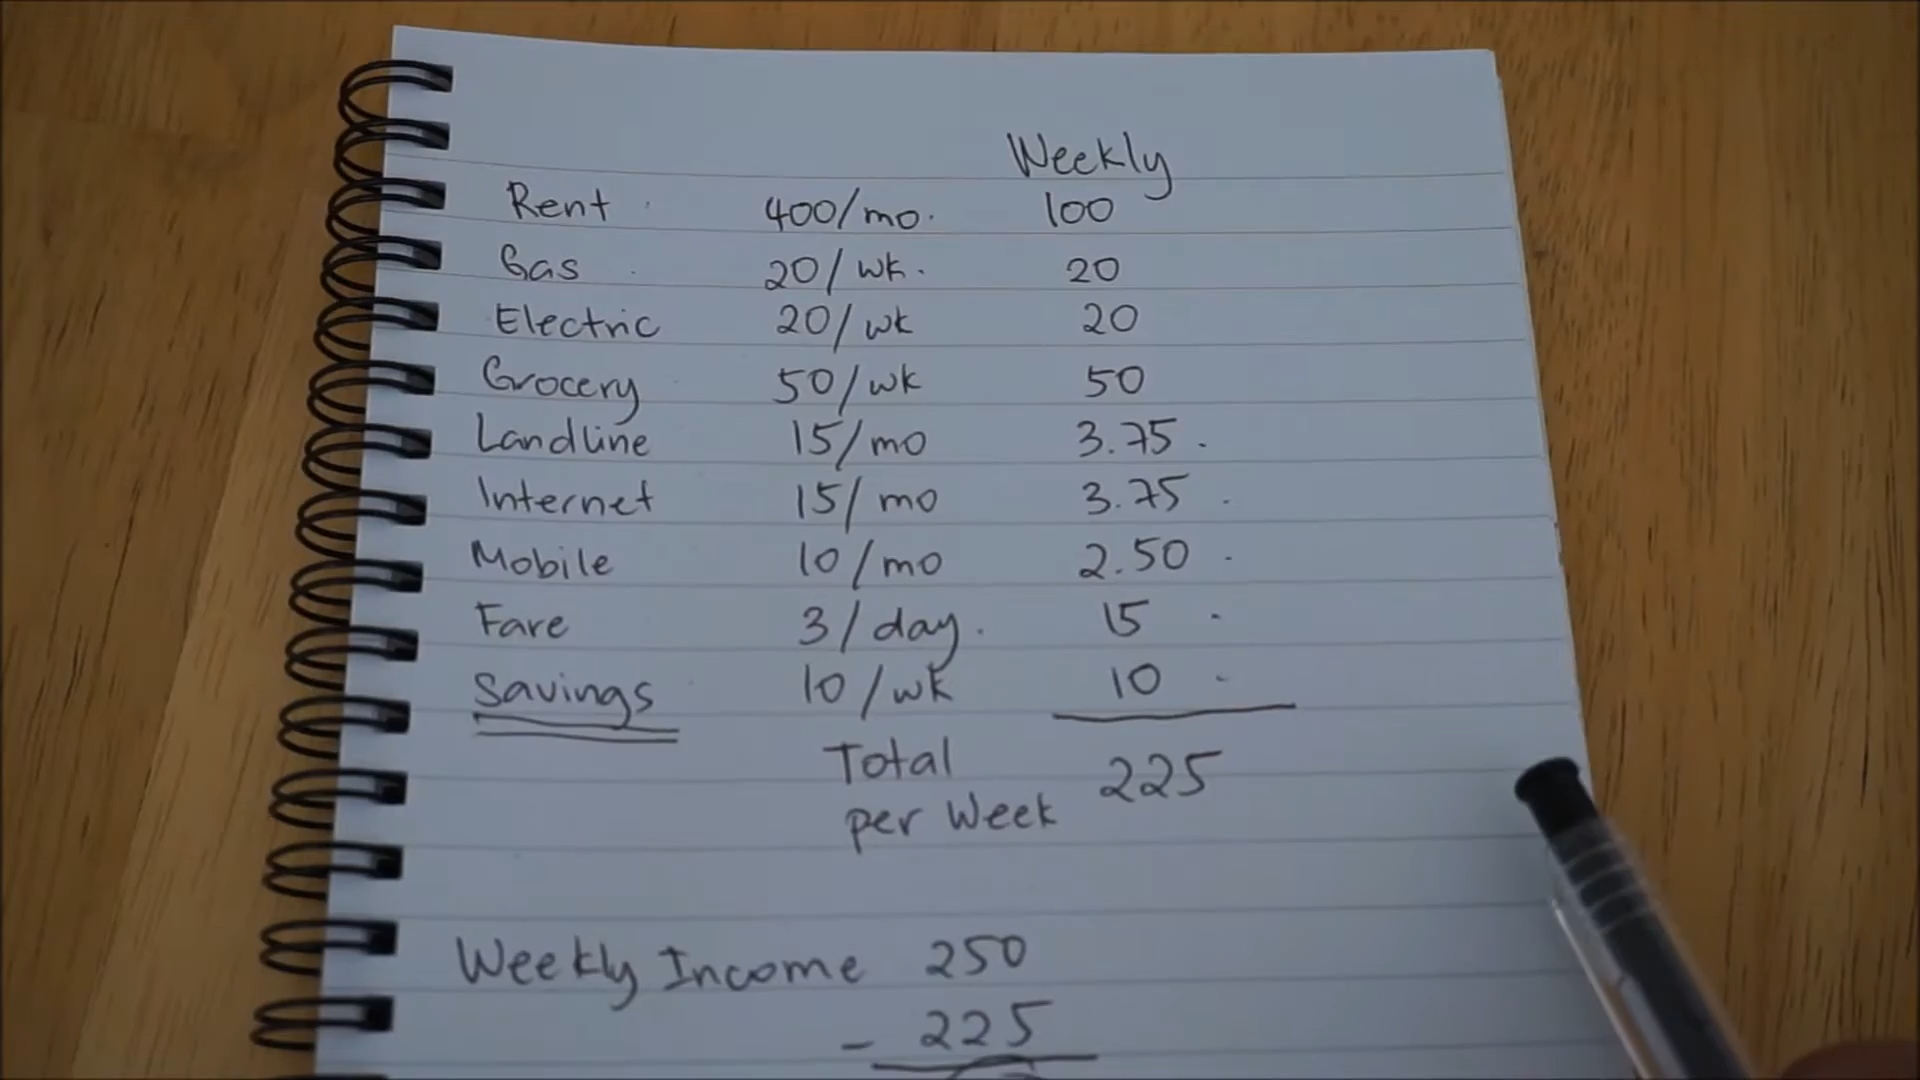 Weekly
Rent 400/mo. 100
Gas 20/wk. 20
Electric 20/wk 20
Grocery 50/wk 50
Landline 15/mo 3.75
Internet 15/mo 3.75
Mobile 10/mo 2.50
Fare 3/day. 15
Savings 10/wk 10
Total 225
per Week
Weekly Income 250
- 225